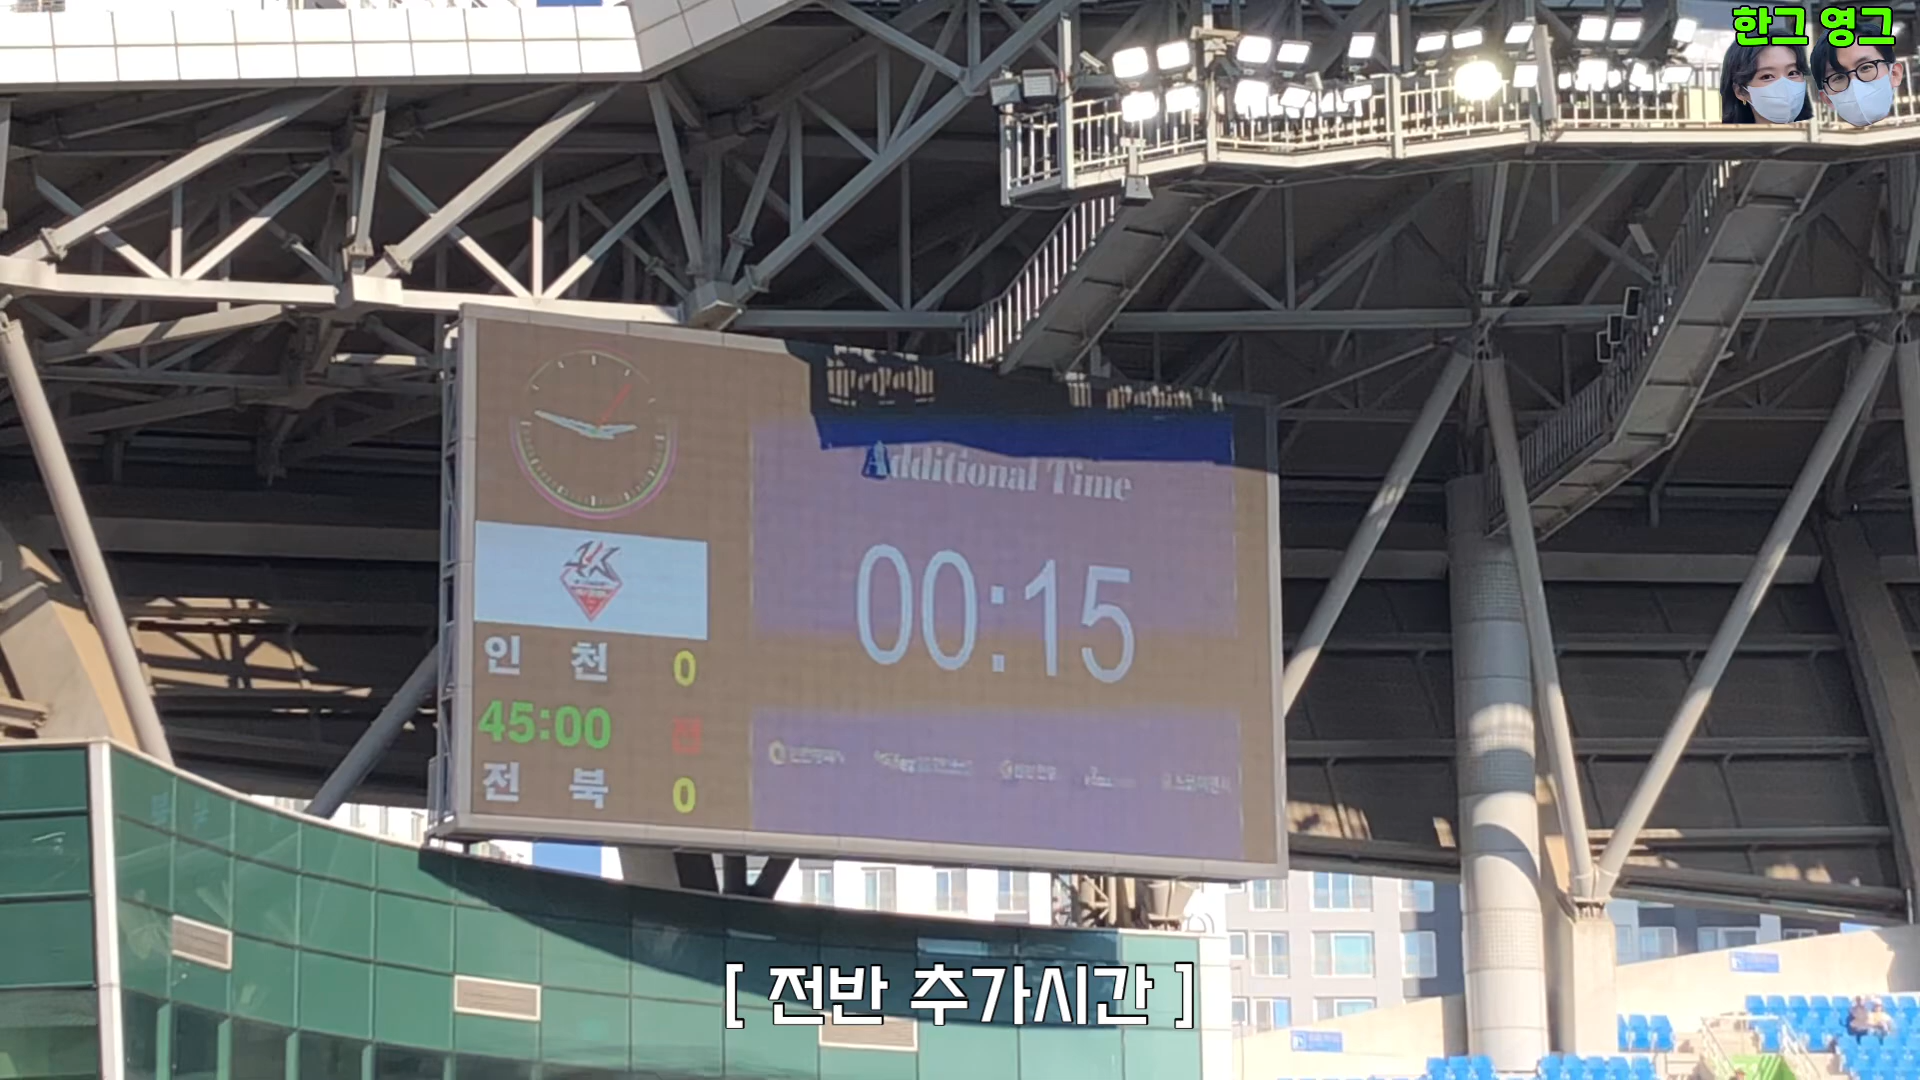 한그 영그
Additional Time
00:15
인 천 0
45:00 전
전 북 0
[ 전반 추가시간 ]